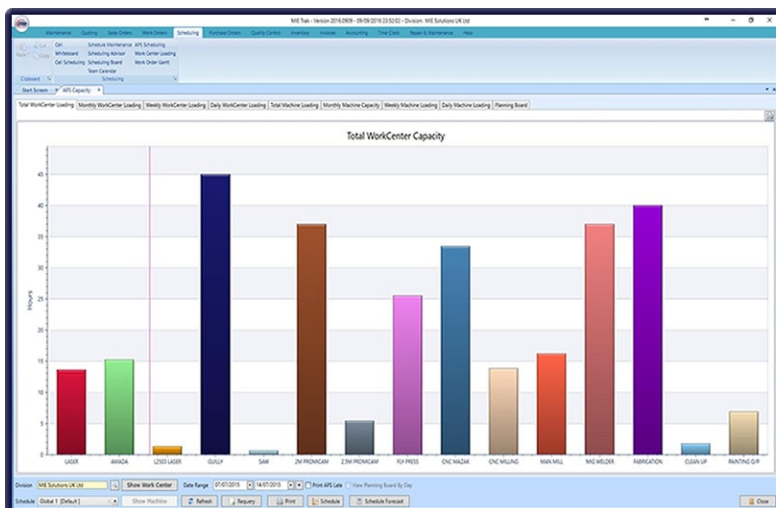 MIE Trak - Version 2016.0909 - 09/09/2016 23:52:02 - Division: MIE Solutions UK Ltd
Maintenance Quoting Sales Orders Work Orders Scheduling Purchase Orders Quality Control Inventory Invoices Accounting Time Clock Repair & Maintenance Help
Cell Schedule Maintenance APS Scheduling
Whiteboard Scheduling Advisor Work Center Loading
Cell Scheduling Scheduling Board Work Order Gantt
Team Calendar
Clipboard Scheduling
Start Screen APS Capacity
Total WorkCenter Loading Monthly WorkCenter Loading Weekly WorkCenter Loading Daily WorkCenter Loading Total Machine Loading Monthly Machine Capacity Weekly Machine Loading Daily Machine Loading Planning Board
Total WorkCenter Capacity
45
40
35
30
25
20
15
10
5
0
Hours
LASER AMADA L2503 LASER GUILLY SAW 2M PROMECAM 2.5M PROMECAM FLY PRESS CNC MAZAK CNC MILLING MAN MILL MIG WELDER FABRICATION CLEAN UP PAINTING O/P
Division MIE Solutions UK Ltd Show Work Center Date Range 07/07/2015 14/07/2015 Print APS Late View Planning Board By Day
Schedule Global 1 [Default] Show Machine Refresh Requery Print Schedule Schedule Forecast Close